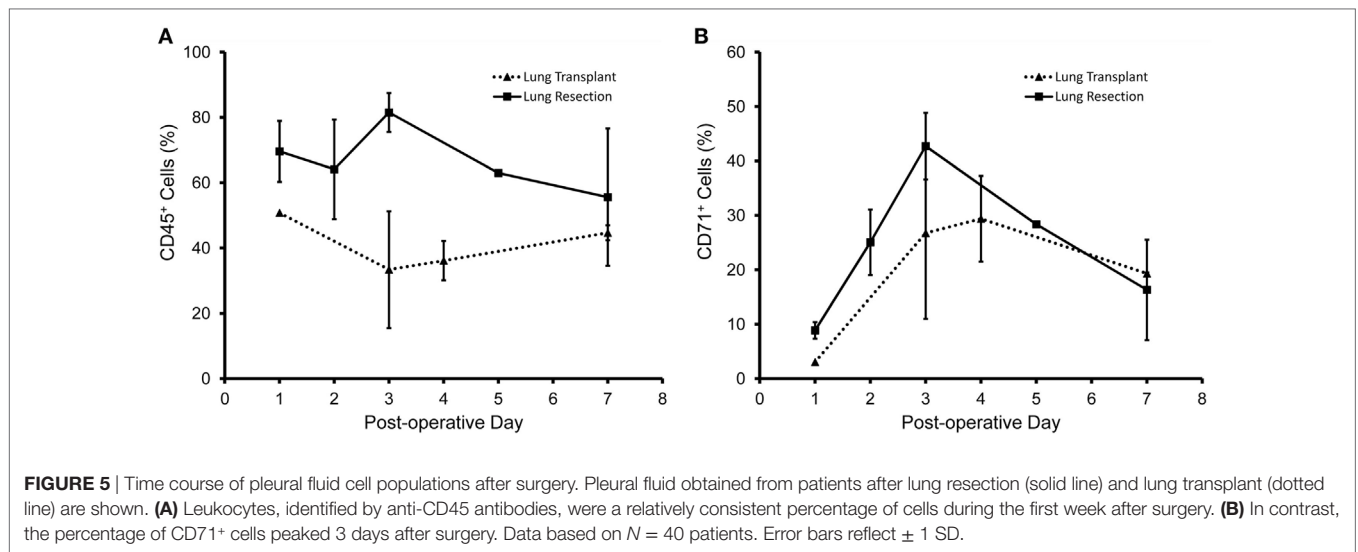 A
100
80
60
40
20
0
CD45⁺ Cells (%)
Lung Transplant
Lung Resection
0 1 2 3 4 5 6 7 8
Post-operative Day
B
60
50
40
30
20
10
0
CD71⁺ Cells (%)
Lung Transplant
Lung Resection
0 1 2 3 4 5 6 7 8
Post-operative Day
FIGURE 5 | Time course of pleural fluid cell populations after surgery. Pleural fluid obtained from patients after lung resection (solid line) and lung transplant (dotted
line) are shown. (A) Leukocytes, identified by anti-CD45 antibodies, were a relatively consistent percentage of cells during the first week after surgery. (B) In contrast,
the percentage of CD71⁺ cells peaked 3 days after surgery. Data based on N = 40 patients. Error bars reflect ± 1 SD.